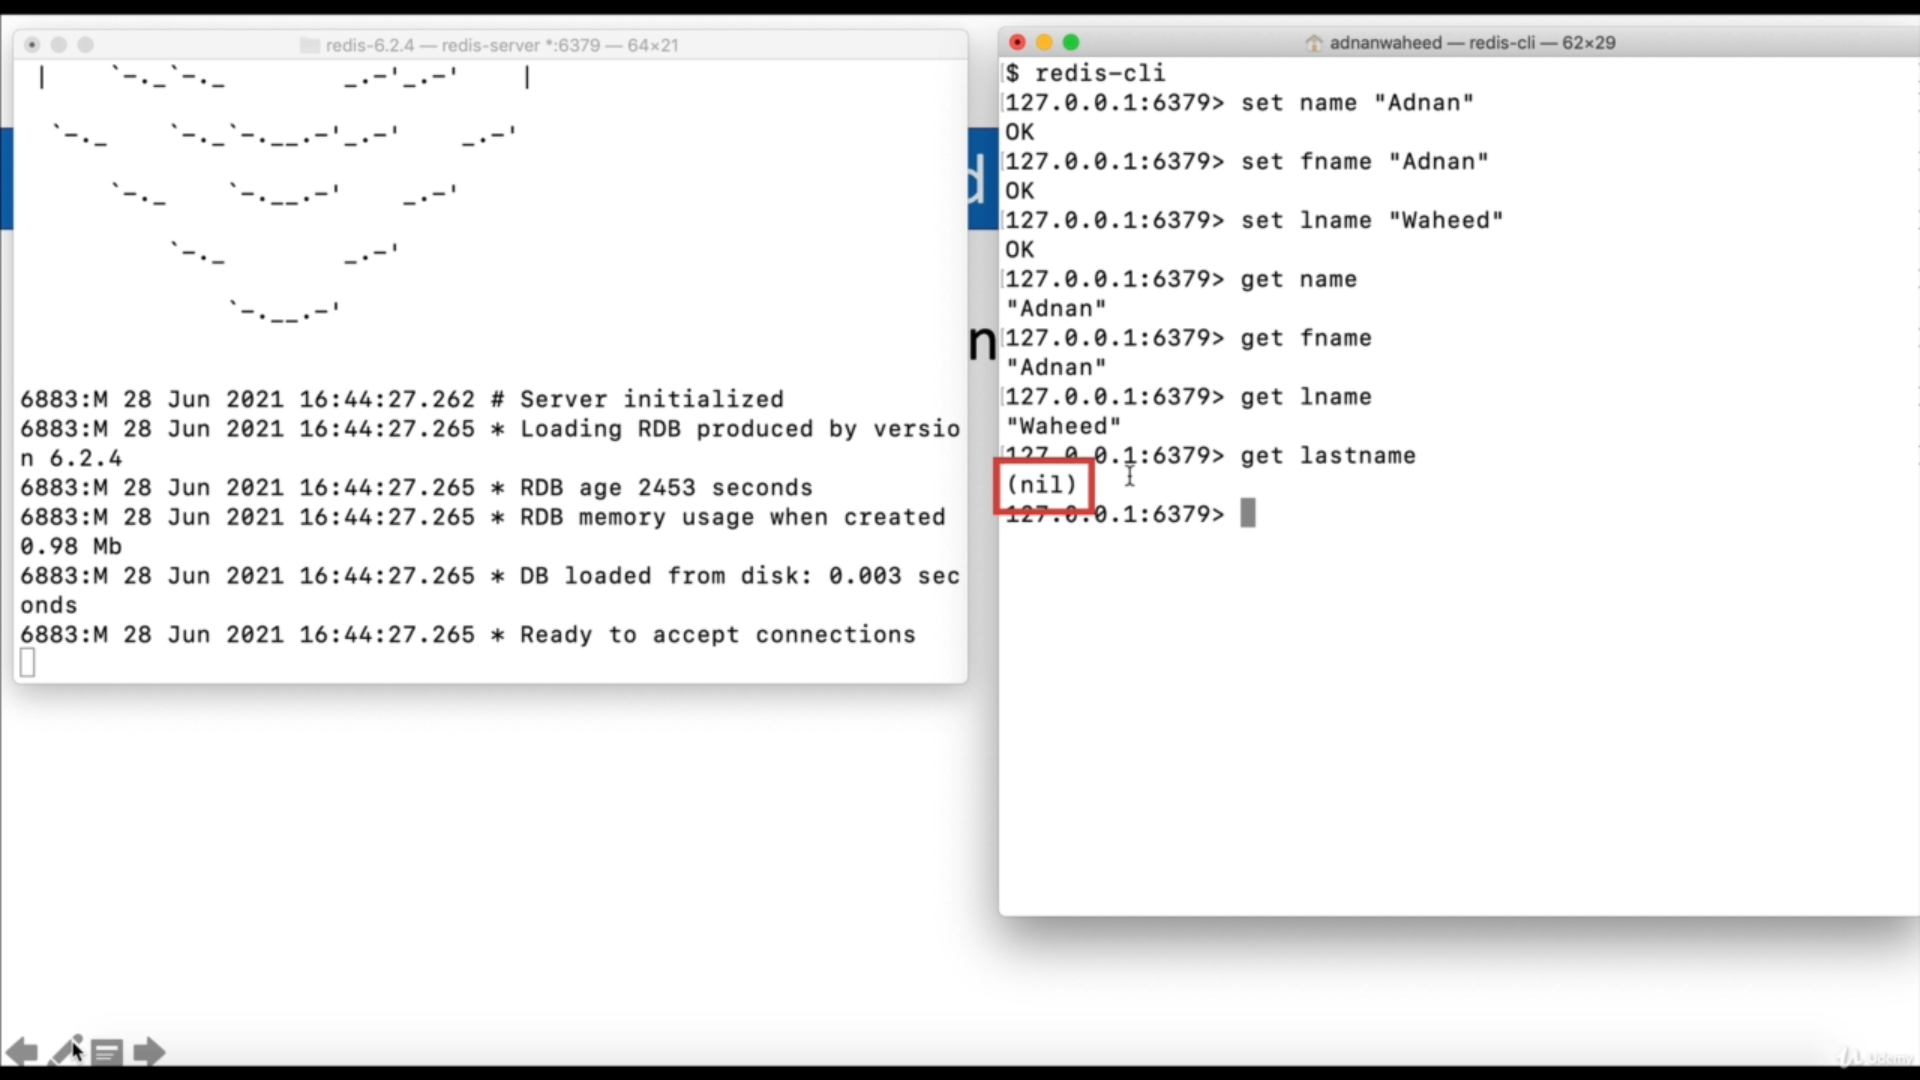 redis-6.2.4 — redis-server *:6379 — 64×21
6883:M 28 Jun 2021 16:44:27.262 # Server initialized
6883:M 28 Jun 2021 16:44:27.265 * Loading RDB produced by versio
n 6.2.4
6883:M 28 Jun 2021 16:44:27.265 * RDB age 2453 seconds
6883:M 28 Jun 2021 16:44:27.265 * RDB memory usage when created
0.98 Mb
6883:M 28 Jun 2021 16:44:27.265 * DB loaded from disk: 0.003 sec
onds
6883:M 28 Jun 2021 16:44:27.265 * Ready to accept connections
d
n
adnanwaheed — redis-cli — 62×29
$ redis-cli
127.0.0.1:6379> set name "Adnan"
OK
127.0.0.1:6379> set fname "Adnan"
OK
127.0.0.1:6379> set lname "Waheed"
OK
127.0.0.1:6379> get name
"Adnan"
127.0.0.1:6379> get fname
"Adnan"
127.0.0.1:6379> get lname
"Waheed"
127.0.0.1:6379> get lastname
(nil)
127.0.0.1:6379>
Udemy